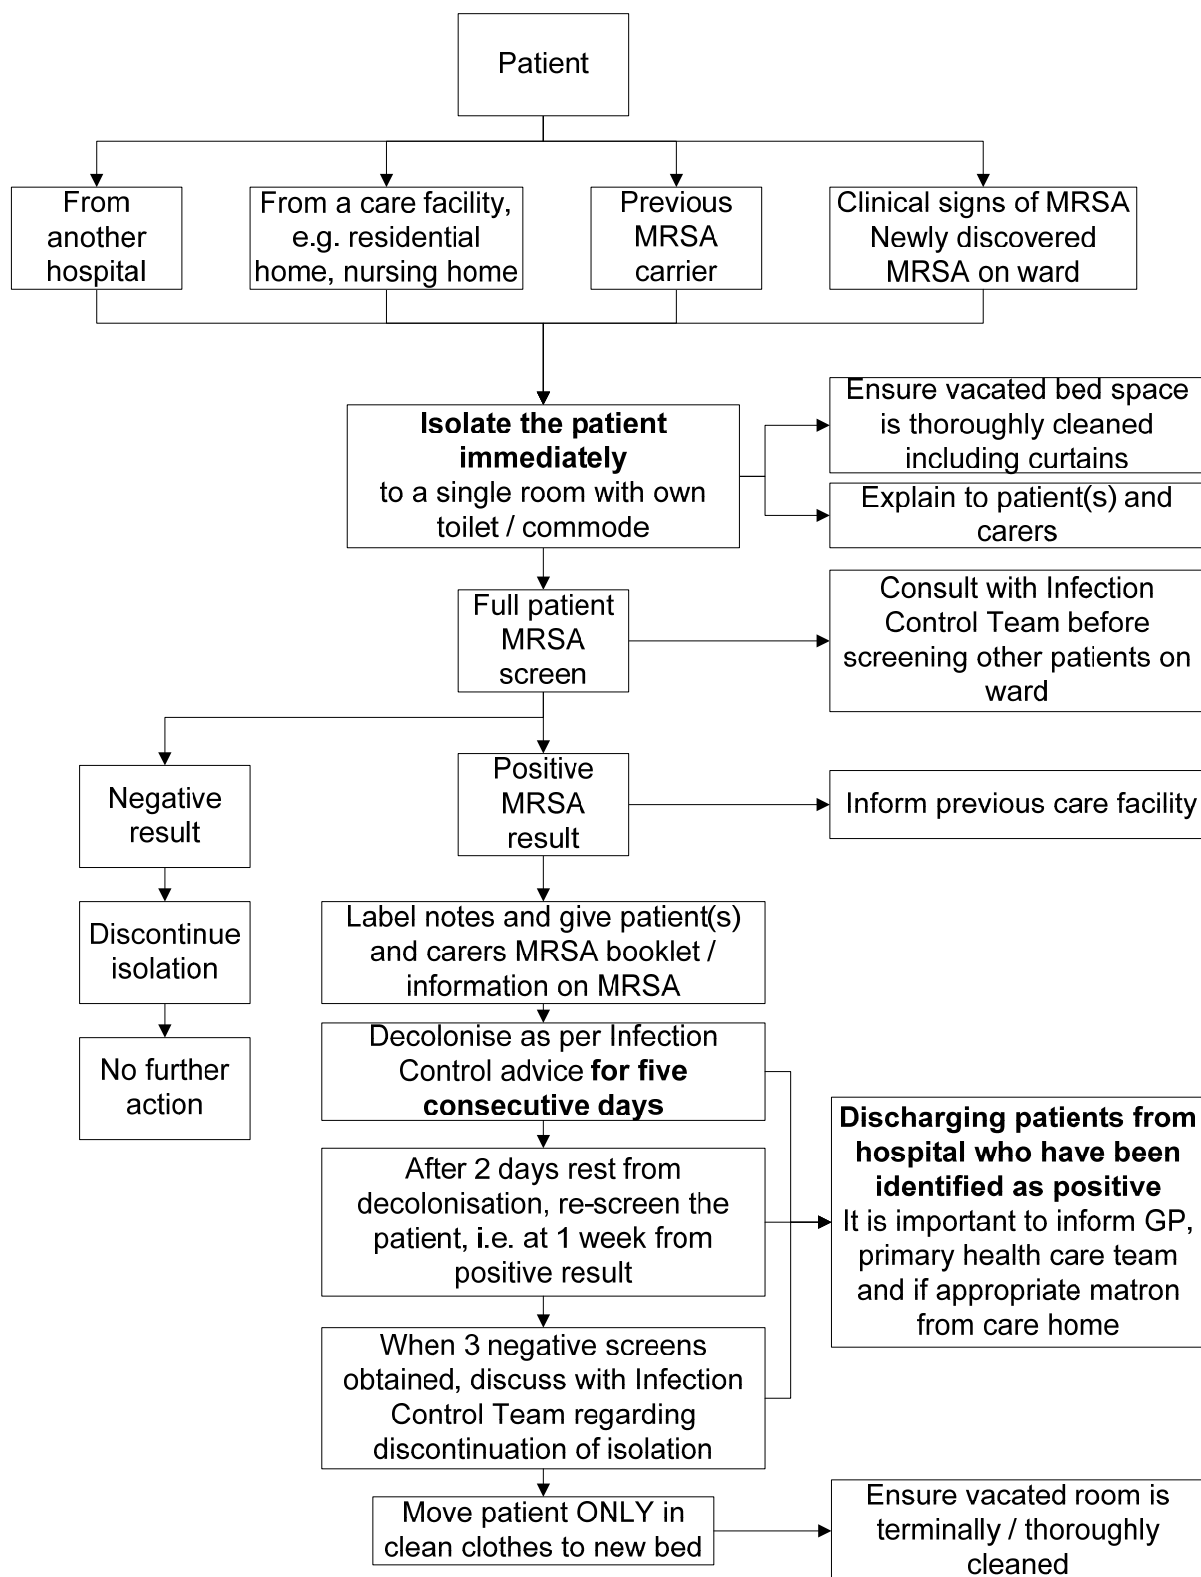 Patient
From
another
hospital
From a care facility,
e.g. residential
home, nursing home
Previous
MRSA
carrier
Clinical signs of MRSA
Newly discovered
MRSA on ward
Isolate the patient
immediately
to a single room with own
toilet / commode
Ensure vacated bed space
is thoroughly cleaned
including curtains
Explain to patient(s) and
carers
Full patient
MRSA
screen
Consult with Infection
Control Team before
screening other patients on
ward
Negative
result
Positive
MRSA
result
Inform previous care facility
Discontinue
isolation
Label notes and give patient(s)
and carers MRSA booklet /
information on MRSA
No further
action
Decolonise as per Infection
Control advice for five
consecutive days
After 2 days rest from
decolonisation, re-screen the
patient, i.e. at 1 week from
positive result
Discharging patients from
hospital who have been
identified as positive
It is important to inform GP,
primary health care team
and if appropriate matron
from care home
When 3 negative screens
obtained, discuss with Infection
Control Team regarding
discontinuation of isolation
Move patient ONLY in
clean clothes to new bed
Ensure vacated room is
terminally / thoroughly
cleaned